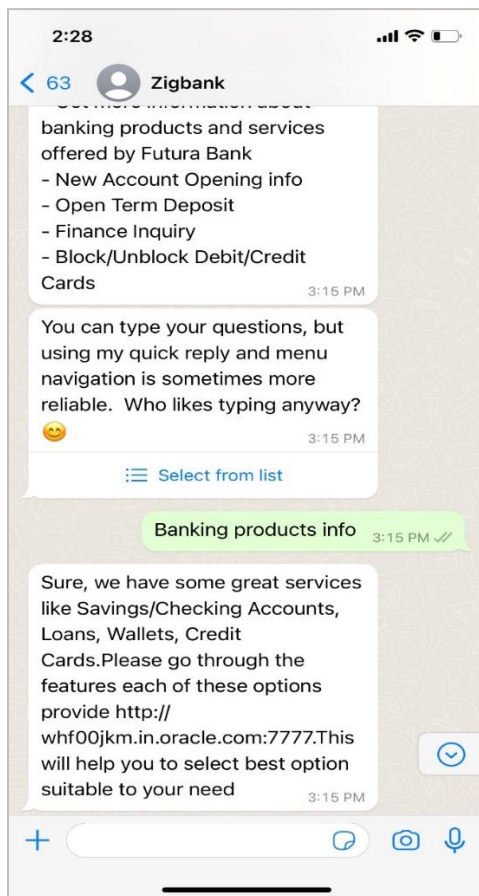 2:28
63 Zigbank
- Get more information about
banking products and services
offered by Futura Bank
- New Account Opening info
- Open Term Deposit
- Finance Inquiry
- Block/Unblock Debit/Credit
Cards
3:15 PM
You can type your questions, but
using my quick reply and menu
navigation is sometimes more
reliable.  Who likes typing anyway?
😊
3:15 PM
Select from list
Banking products info 3:15 PM
Sure, we have some great services
like Savings/Checking Accounts,
Loans, Wallets, Credit
Cards.Please go through the
features each of these options
provide http://
whf00jkm.in.oracle.com:7777.This
will help you to select best option
suitable to your need
3:15 PM